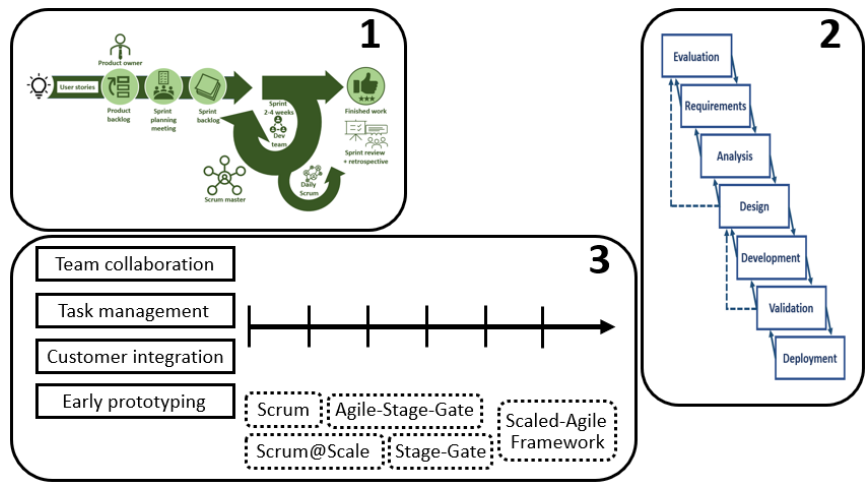 1
Product owner
User stories
Product
backlog
Sprint
planning
meeting
Sprint
backlog
Sprint
2-4 weeks
Dev
team
Finished work
Sprint review
+ retrospective
Daily
Scrum
Scrum master
2
Evaluation
Requirements
Analysis
Design
Development
Validation
Deployment
3
Team collaboration
Task management
Customer integration
Early prototyping
Scrum
Agile-Stage-Gate
Scaled-Agile
Framework
Scrum@Scale
Stage-Gate